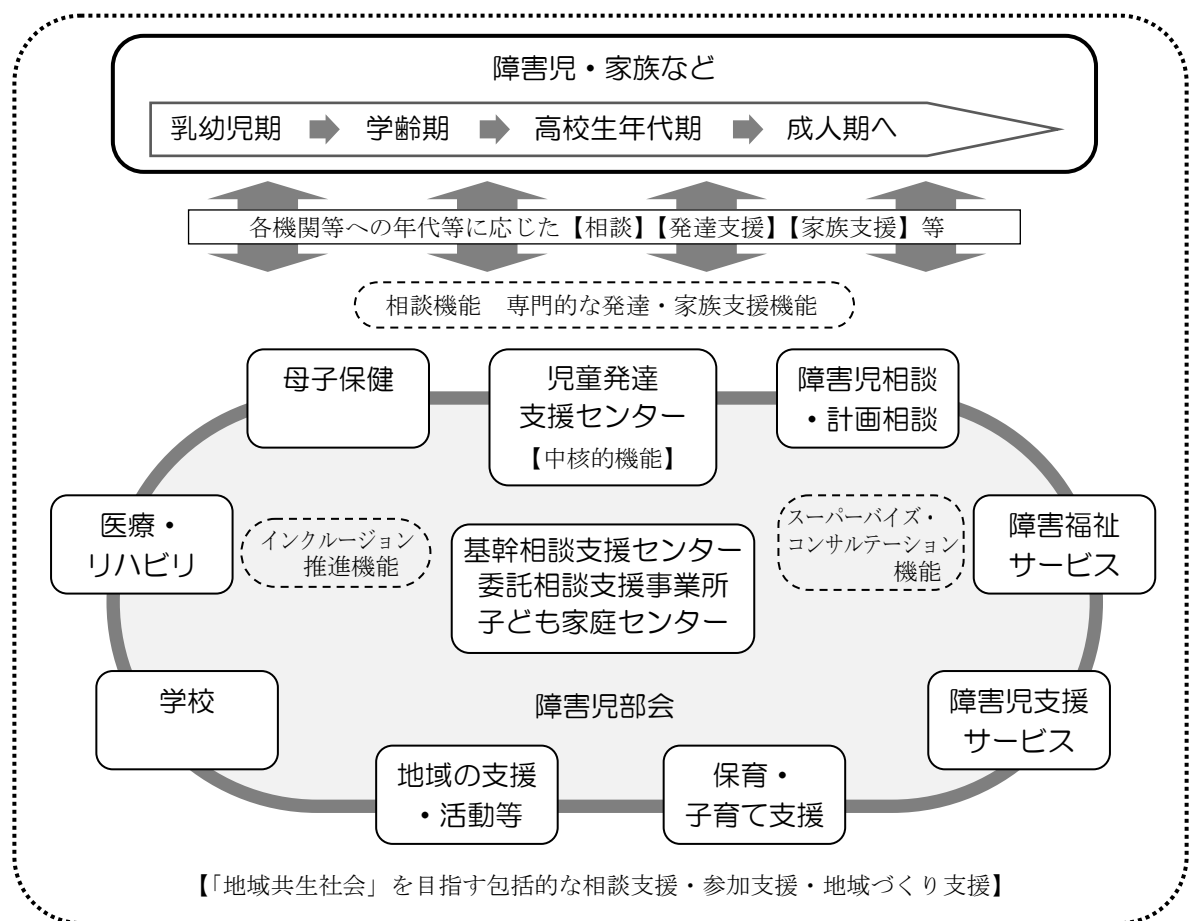 障害児・家族など
乳幼児期 ➡ 学齢期 ➡ 高校生年代期 ➡ 成人期へ
各機関等への年代等に応じた【相談】【発達支援】【家族支援】等
相談機能　専門的な発達・家族支援機能
母子保健
児童発達
支援センター
【中核的機能】
障害児相談
・計画相談
医療・
リハビリ
インクルージョン
推進機能
基幹相談支援センター
委託相談支援事業所
子ども家庭センター
スーパーバイズ・
コンサルテーション
機能
障害福祉
サービス
学校
障害児部会
障害児支援
サービス
地域の支援
・活動等
保育・
子育て支援
【「地域共生社会」を目指す包括的な相談支援・参加支援・地域づくり支援】